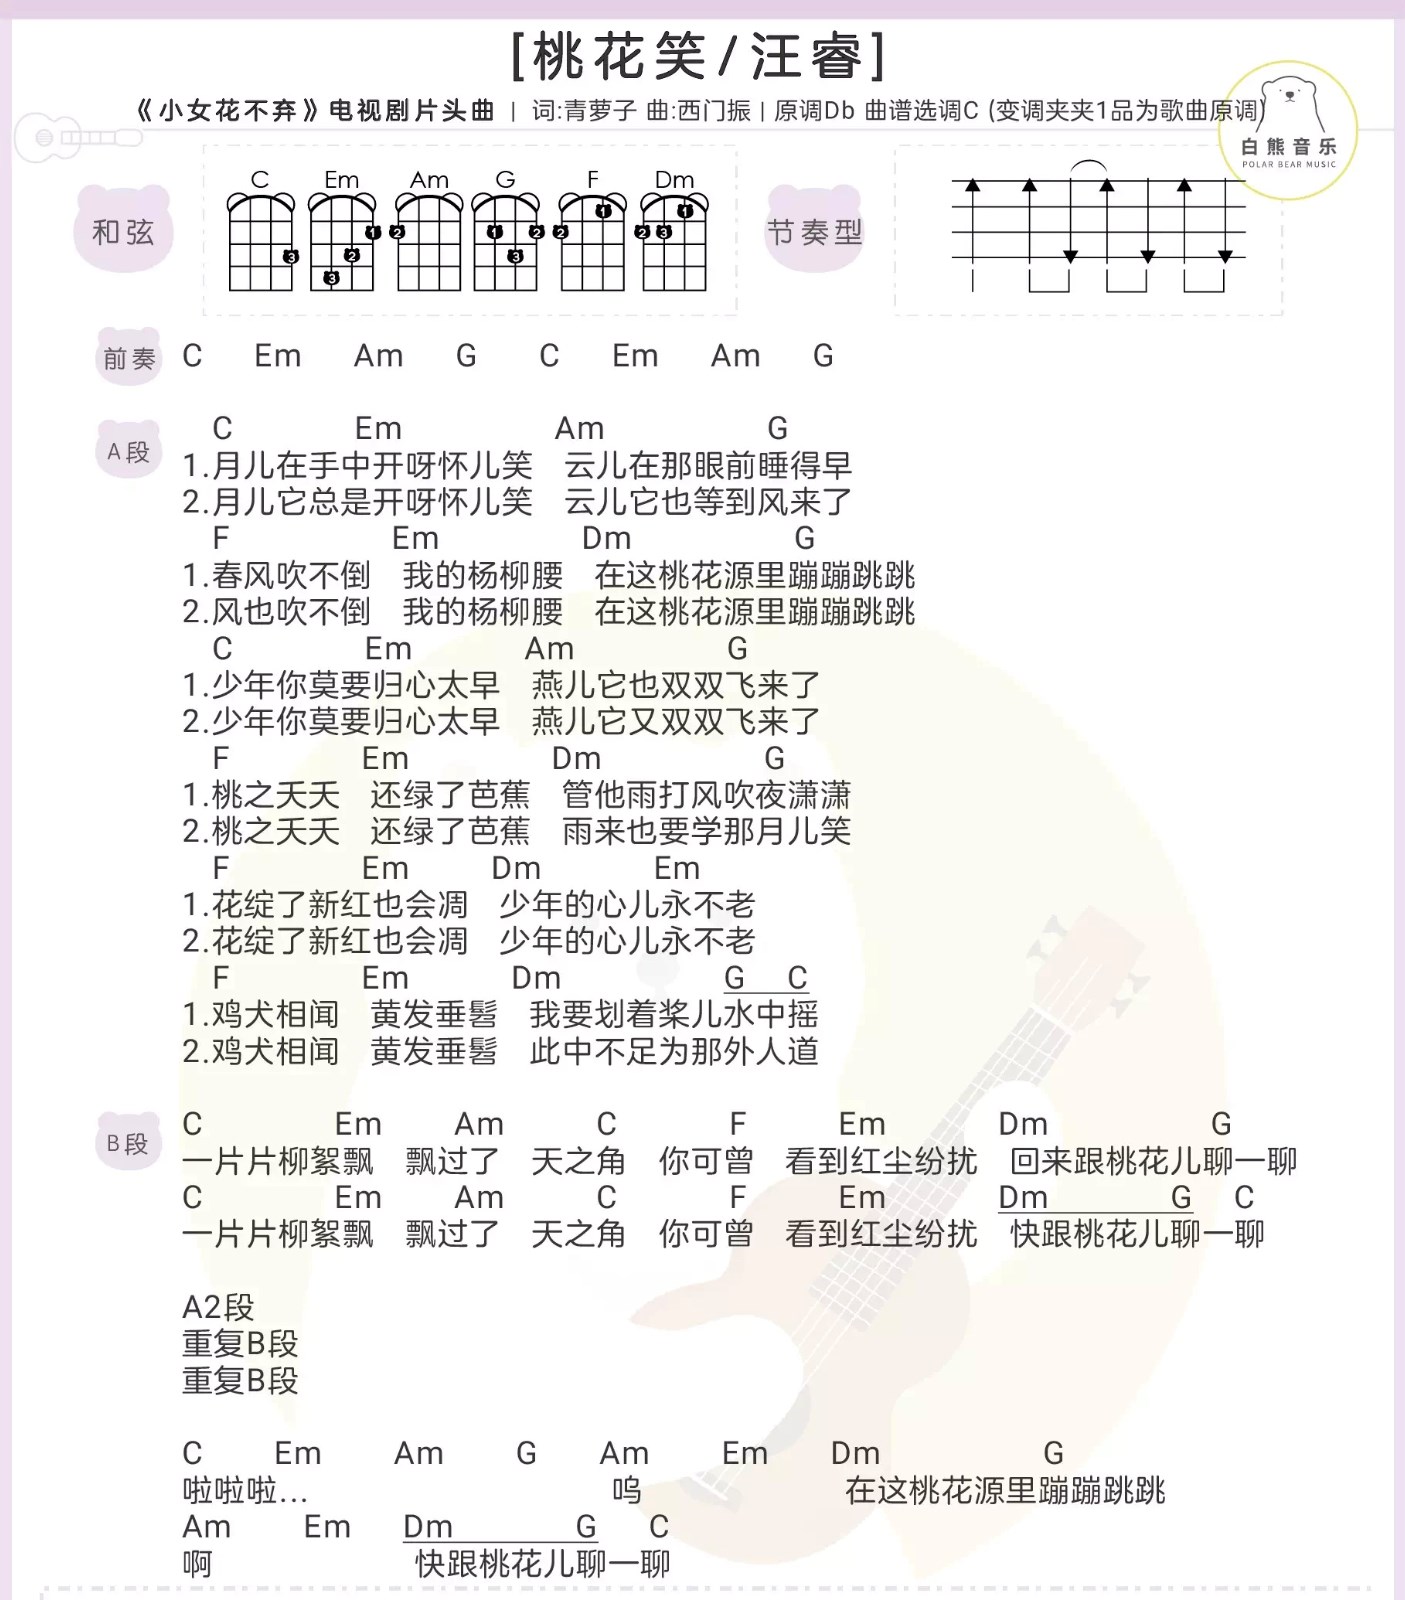 [桃花笑/汪睿]
《小女花不弃》电视剧片头曲 | 词:青萝子 曲:西门振 | 原调Db 曲谱选调C (变调夹夹1品为歌曲原调)
白熊音乐
POLAR BEAR MUSIC
和弦
C Em Am G F Dm
3 1 2 3 2 1 2 3 1 2 1 2 3
节奏型
前奏 C Em Am G C Em Am G
A段
C Em Am G
1.月儿在手中开呀怀儿笑 云儿在那眼前睡得早
2.月儿它总是开呀怀儿笑 云儿它也等到风来了
F Em Dm G
1.春风吹不倒 我的杨柳腰 在这桃花源里蹦蹦跳跳
2.风也吹不倒 我的杨柳腰 在这桃花源里蹦蹦跳跳
C Em Am G
1.少年你莫要归心太早 燕儿它也双双飞来了
2.少年你莫要归心太早 燕儿它又双双飞来了
F Em Dm G
1.桃之夭夭 还绿了芭蕉 管他雨打风吹夜潇潇
2.桃之夭夭 还绿了芭蕉 雨来也要学那月儿笑
F Em Dm Em
1.花绽了新红也会凋 少年的心儿永不老
2.花绽了新红也会凋 少年的心儿永不老
F Em Dm G C
1.鸡犬相闻 黄发垂髫 我要划着桨儿水中摇
2.鸡犬相闻 黄发垂髫 此中不足为那外人道
B段
C Em Am C F Em Dm G
一片片柳絮飘 飘过了 天之角 你可曾 看到红尘纷扰 回来跟桃花儿聊一聊
C Em Am C F Em Dm G C
一片片柳絮飘 飘过了 天之角 你可曾 看到红尘纷扰 快跟桃花儿聊一聊
A2段
重复B段
重复B段
C Em Am G Am Em Dm G
啦啦啦... 呜 在这桃花源里蹦蹦跳跳
Am Em Dm G C
啊 快跟桃花儿聊一聊